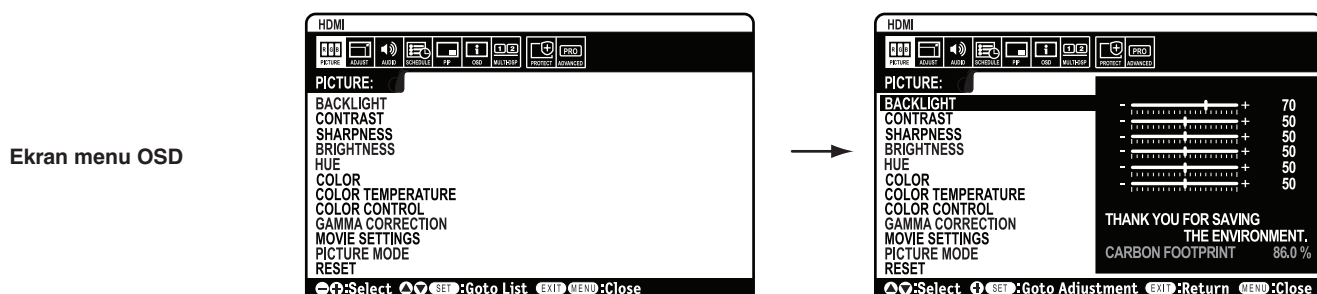 Ekran menu OSD
HDMI
R G B PICTURE ADJUST AUDIO SCHEDULE PIP i OSD 1 2 MULTI-DSP PROTECT PRO ADVANCED
PICTURE:
BACKLIGHT
CONTRAST
SHARPNESS
BRIGHTNESS
HUE
COLOR
COLOR TEMPERATURE
COLOR CONTROL
GAMMA CORRECTION
MOVIE SETTINGS
PICTURE MODE
RESET
:Select SET :Goto List EXIT MENU :Close
HDMI
R G B PICTURE ADJUST AUDIO SCHEDULE PIP i OSD 1 2 MULTI-DSP PROTECT PRO ADVANCED
PICTURE:
BACKLIGHT - + 70
CONTRAST - + 50
SHARPNESS - + 50
BRIGHTNESS - + 50
HUE - + 50
COLOR - + 50
COLOR TEMPERATURE
COLOR CONTROL
GAMMA CORRECTION
MOVIE SETTINGS
PICTURE MODE
RESET
THANK YOU FOR SAVING
THE ENVIRONMENT.
CARBON FOOTPRINT 86.0 %
:Select SET :Goto Adjustment EXIT :Return MENU :Close